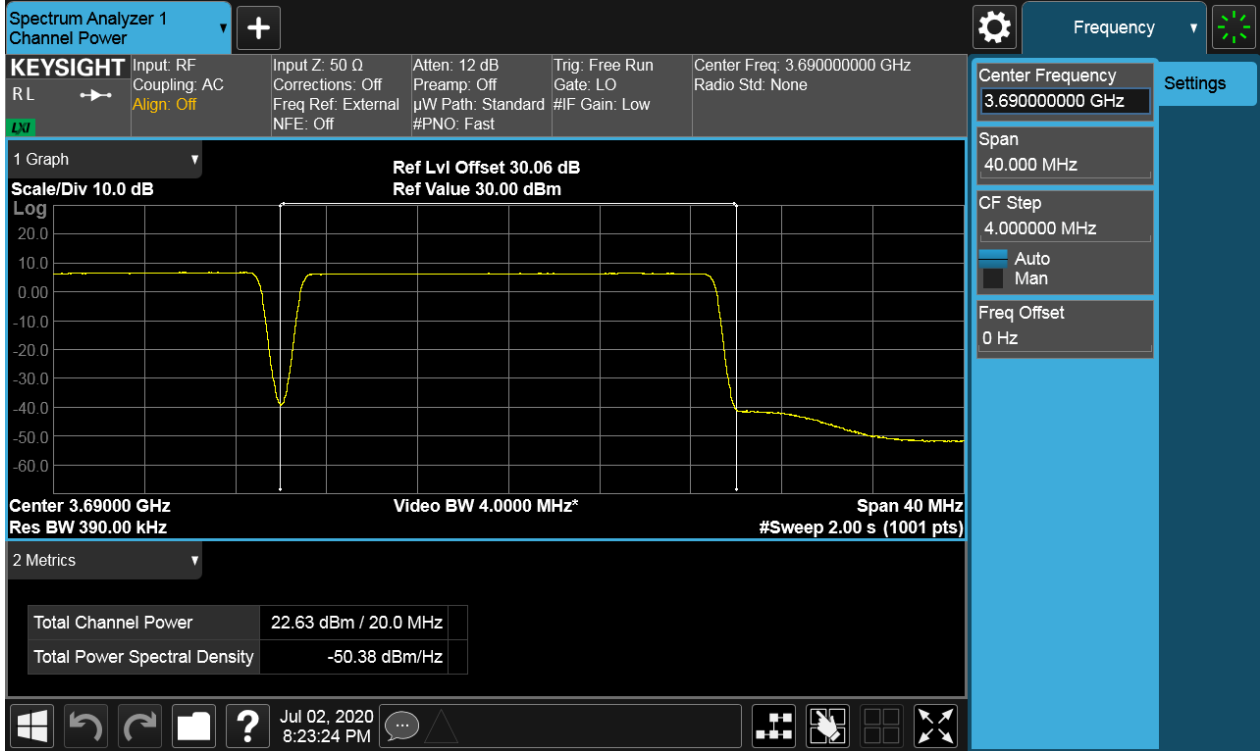 Spectrum Analyzer 1
Channel Power
Frequency
KEYSIGHT
R L
LXI
Input: RF
Coupling: AC
Align: Off
Input Z: 50 Ω
Corrections: Off
Freq Ref: External
NFE: Off
Atten: 12 dB
Preamp: Off
µW Path: Standard
#PNO: Fast
Trig: Free Run
Gate: LO
#IF Gain: Low
Center Freq: 3.690000000 GHz
Radio Std: None
Center Frequency
3.690000000 GHz
Settings
Span
40.000 MHz
CF Step
4.000000 MHz
Auto
Man
Freq Offset
0 Hz
1 Graph
Scale/Div 10.0 dB
Ref Lvl Offset 30.06 dB
Ref Value 30.00 dBm
Log
20.0
10.0
0.00
-10.0
-20.0
-30.0
-40.0
-50.0
-60.0
Center 3.69000 GHz
Res BW 390.00 kHz
Video BW 4.0000 MHz*
Span 40 MHz
#Sweep 2.00 s (1001 pts)
2 Metrics
Total Channel Power 22.63 dBm / 20.0 MHz
Total Power Spectral Density -50.38 dBm/Hz
?
Jul 02, 2020
8:23:24 PM